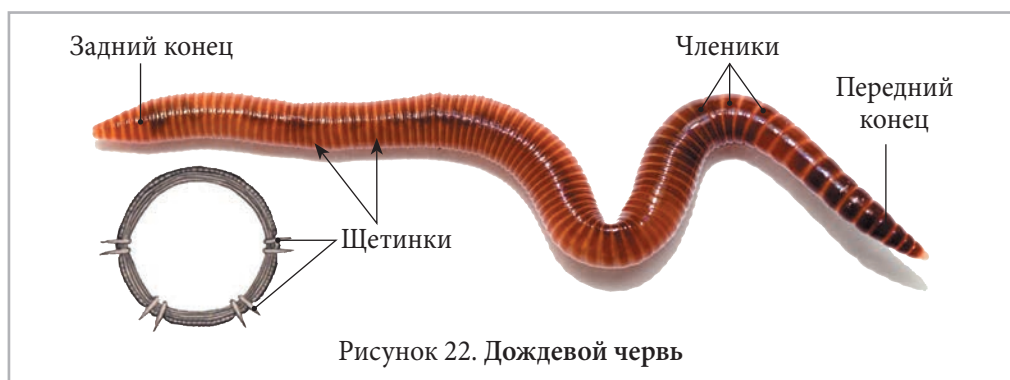 Задний конец
Членики
Передний
конец
Щетинки
Рисунок 22. Дождевой червь